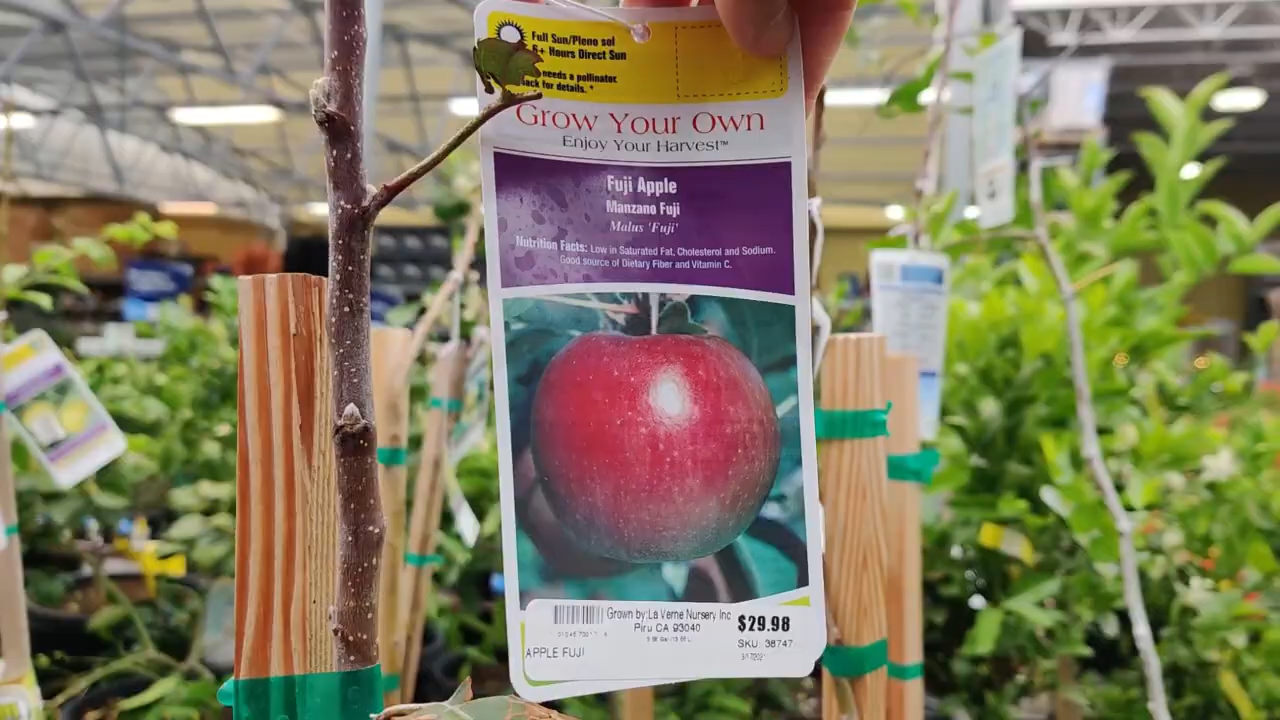 Full Sun/Pleno sol
6+ Hours Direct Sun
needs a pollinator.
back for details. *
Grow Your Own
Enjoy Your Harvest™
Fuji Apple
Manzano Fuji
Malus 'Fuji'
Nutrition Facts: Low in Saturated Fat, Cholesterol and Sodium.
Good source of Dietary Fiber and Vitamin C.
Grown by:La Verne Nursery Inc
Piru CA 93040
$29.98
SKU: 38747
APPLE FUJI